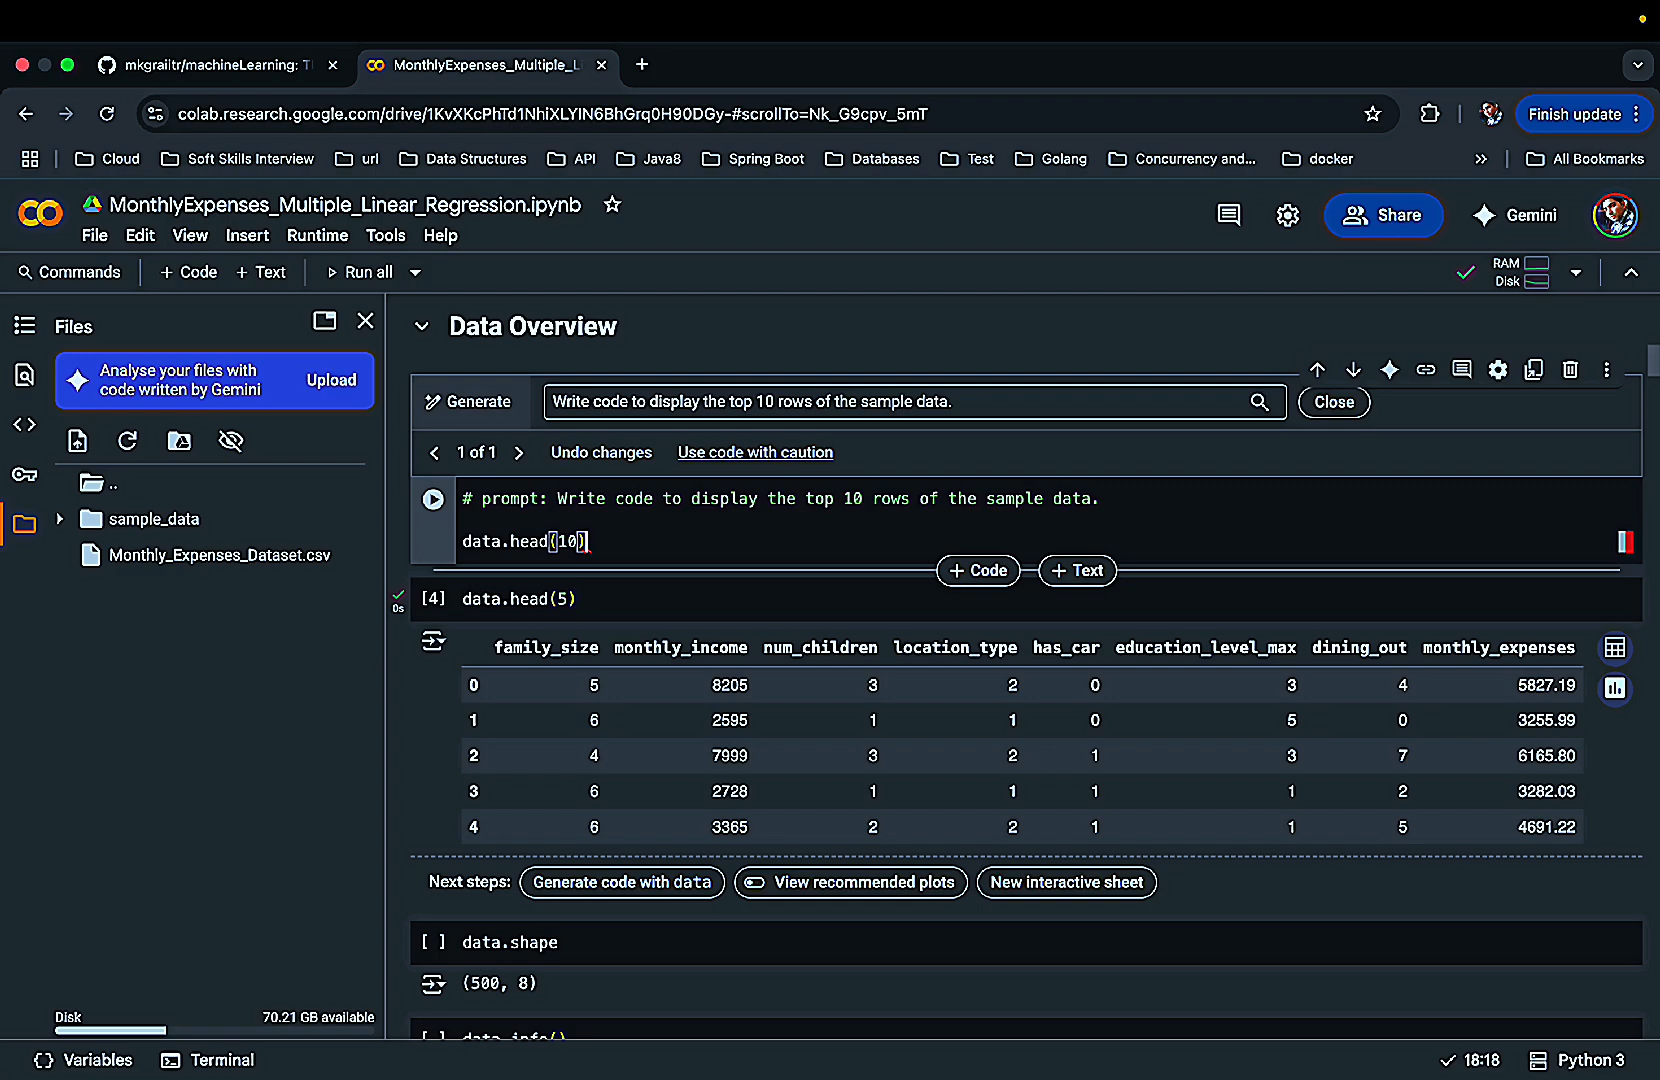 mkgrailtr/machineLearning: T
MonthlyExpenses_Multiple_L
colab.research.google.com/drive/1KvXKcPhTd1NhiXLYIN6BhGrq0H90DGy-#scrollTo=Nk_G9cpv_5mT
Finish update
Cloud Soft Skills Interview url Data Structures API Java8 Spring Boot Databases Test Golang Concurrency and... docker » All Bookmarks
MonthlyExpenses_Multiple_Linear_Regression.ipynb
File Edit View Insert Runtime Tools Help
Share
Gemini
Commands + Code + Text Run all
RAM
Disk
Files
Analyse your files with
code written by Gemini
Upload
..
sample_data
Monthly_Expenses_Dataset.csv
Disk 70.21 GB available
Data Overview
Generate Write code to display the top 10 rows of the sample data. Close
< 1 of 1 > Undo changes Use code with caution
# prompt: Write code to display the top 10 rows of the sample data.
data.head(10)
+ Code + Text
0s [4] data.head(5)
family_size monthly_income num_children location_type has_car education_level_max dining_out monthly_expenses
0 5 8205 3 2 0 3 4 5827.19
1 6 2595 1 1 0 5 0 3255.99
2 4 7999 3 2 1 3 7 6165.80
3 6 2728 1 1 1 1 2 3282.03
4 6 3365 2 2 1 1 5 4691.22
Next steps: Generate code with data View recommended plots New interactive sheet
[ ] data.shape
(500, 8)
[ ] data.info()
Variables Terminal
18:18 Python 3